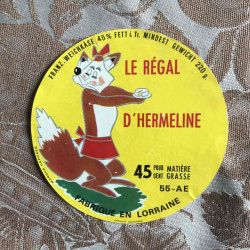 FRANZ. WEICHKÄSE 45% FETT i. Tr. MINDEST GEWICHT 220 g.
LE RÉGAL
D'HERMELINE
45 POUR CENT MATIÈRE GRASSE
55-AE
FABRIQUÉ EN LORRAINE